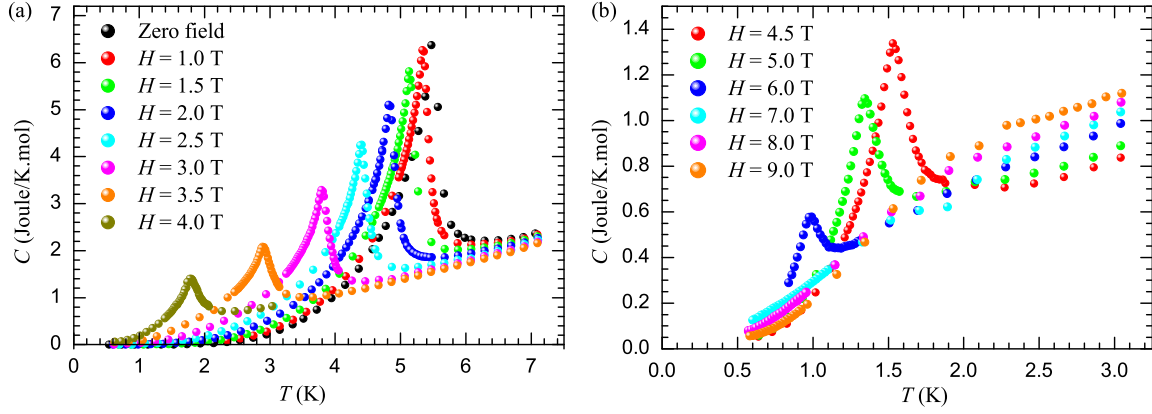 (a)
7
6
5
4
3
2
1
0
C (Joule/K.mol)
Zero field
H = 1.0 T
H = 1.5 T
H = 2.0 T
H = 2.5 T
H = 3.0 T
H = 3.5 T
H = 4.0 T
0 1 2 3 4 5 6 7
T (K)
(b)
1.4
1.2
1.0
0.8
0.6
0.4
0.2
0.0
C (Joule/K.mol)
H = 4.5 T
H = 5.0 T
H = 6.0 T
H = 7.0 T
H = 8.0 T
H = 9.0 T
0.0 0.5 1.0 1.5 2.0 2.5 3.0
T (K)